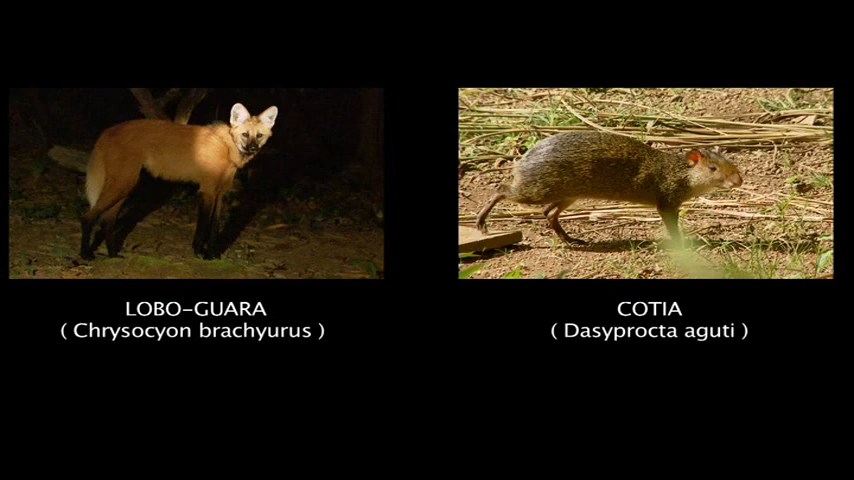 LOBO-GUARA
( Chrysocyon brachyurus )
COTIA
( Dasyprocta aguti )